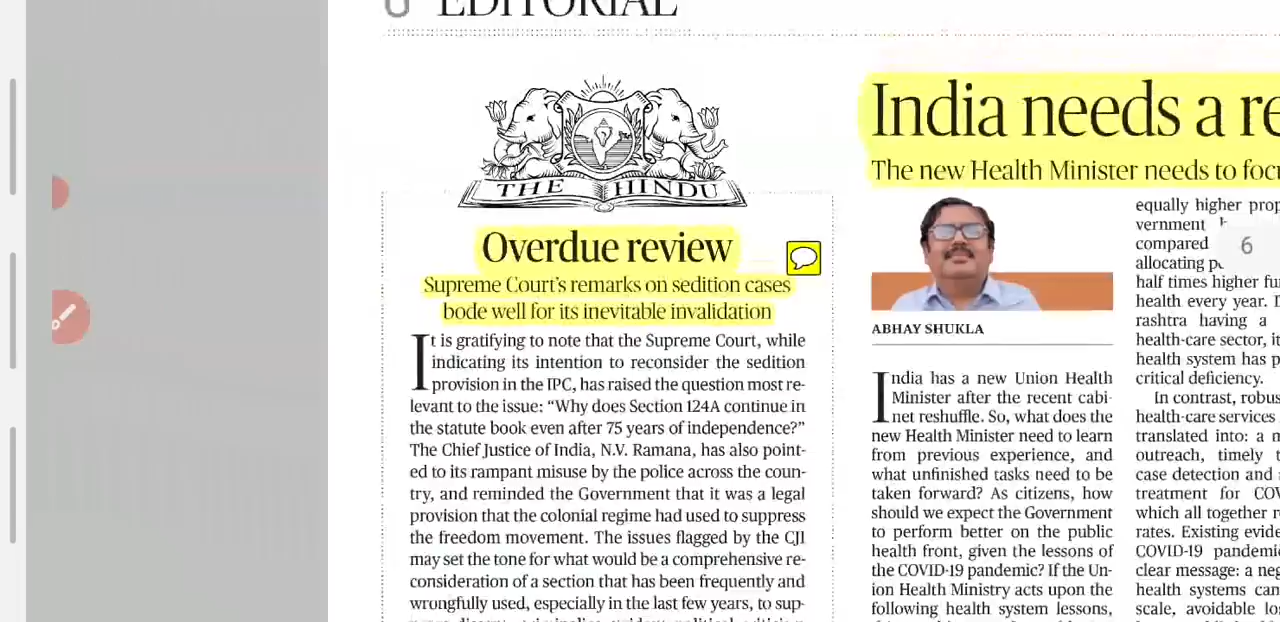 6 EDITORIAL
THE HINDU
Overdue review
Supreme Court's remarks on sedition cases
bode well for its inevitable invalidation
It is gratifying to note that the Supreme Court, while
indicating its intention to reconsider the sedition
provision in the IPC, has raised the question most re-
levant to the issue: “Why does Section 124A continue in
the statute book even after 75 years of independence?”
The Chief Justice of India, N.V. Ramana, has also point-
ed to its rampant misuse by the police across the coun-
try, and reminded the Government that it was a legal
provision that the colonial regime had used to suppress
the freedom movement. The issues flagged by the CJI
may set the tone for what would be a comprehensive re-
consideration of a section that has been frequently and
wrongfully used, especially in the last few years, to sup-
India needs a
The new Health Minister needs to
ABHAY SHUKLA
India has a new Union Health
Minister after the recent cabi-
net reshuffle. So, what does the
new Health Minister need to learn
from previous experience, and
what unfinished tasks need to be
taken forward? As citizens, how
should we expect the Government
to perform better on the public
health front, given the lessons of
the COVID-19 pandemic? If the Un-
ion Health Ministry acts upon the
following health system lessons,
equally higher
vernment
compared
allocating
half times higher
health every year.
rashtra having a
health-care sector,
health system has
critical deficiency.
In contrast,
health-care services
translated into: a
outreach, timely
case detection and
treatment for
which all together
rates. Existing
COVID-19
clear message: a
health systems can
scale, avoidable
6